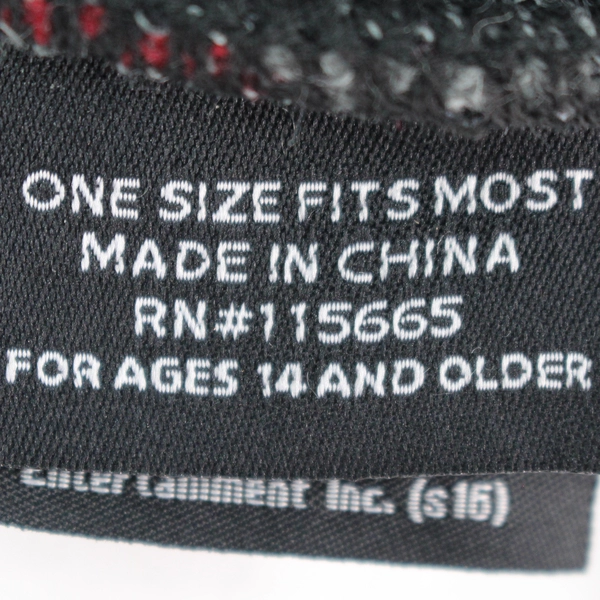 ONE SIZE FITS MOST
MADE IN CHINA
RN#115665
FOR AGES 14 AND OLDER
Entertainment Inc. (s16)